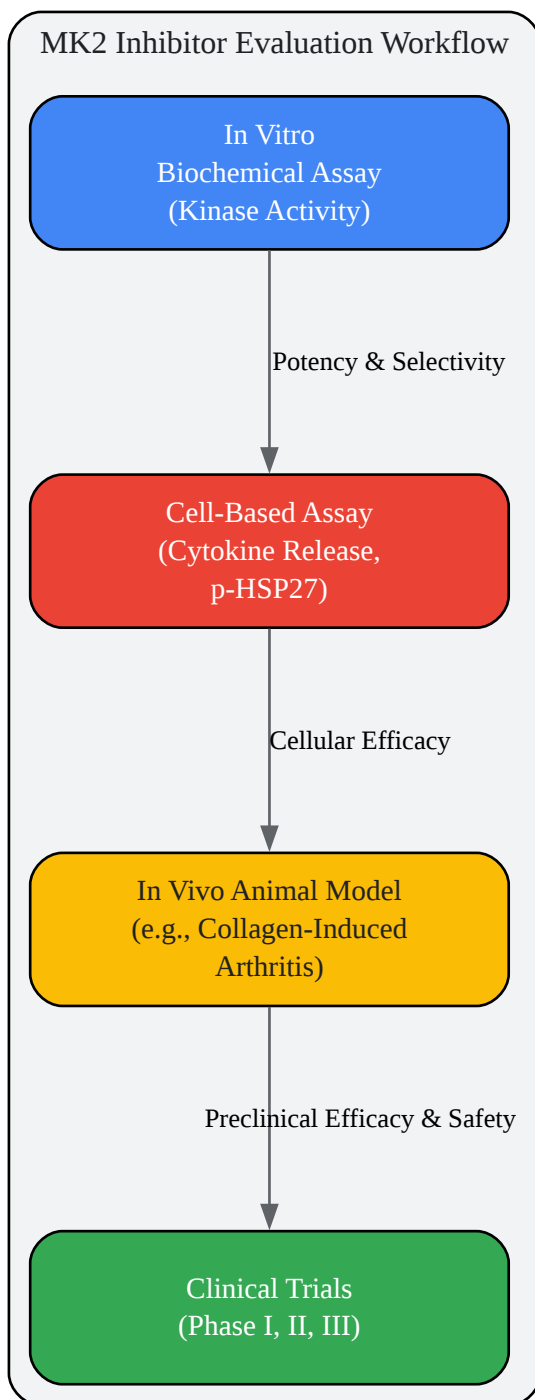 MK2 Inhibitor Evaluation Workflow
In Vitro
Biochemical Assay
(Kinase Activity)
Potency & Selectivity
Cell-Based Assay
(Cytokine Release,
p-HSP27)
Cellular Efficacy
In Vivo Animal Model
(e.g., Collagen-Induced
Arthritis)
Preclinical Efficacy & Safety
Clinical Trials
(Phase I, II, III)